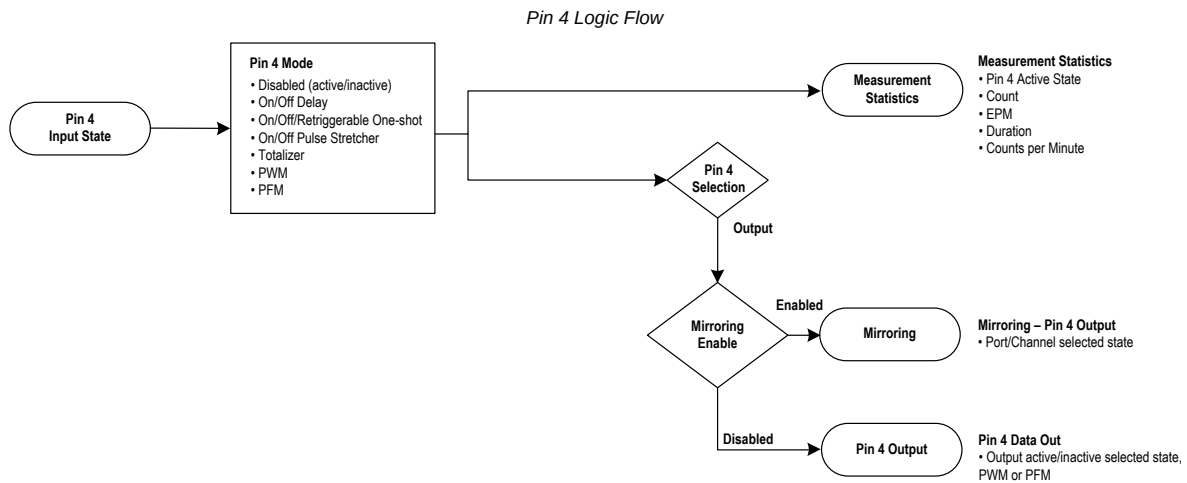 Pin 4 Logic Flow
Pin 4
Input State
Pin 4 Mode
• Disabled (active/inactive)
• On/Off Delay
• On/Off/Retriggerable One-shot
• On/Off Pulse Stretcher
• Totalizer
• PWM
• PFM
Measurement
Statistics
Measurement Statistics
• Pin 4 Active State
• Count
• EPM
• Duration
• Counts per Minute
Pin 4
Selection
Output
Mirroring
Enable
Enabled
Mirroring
Mirroring – Pin 4 Output
• Port/Channel selected state
Disabled
Pin 4 Output
Pin 4 Data Out
• Output active/inactive selected state,
PWM or PFM